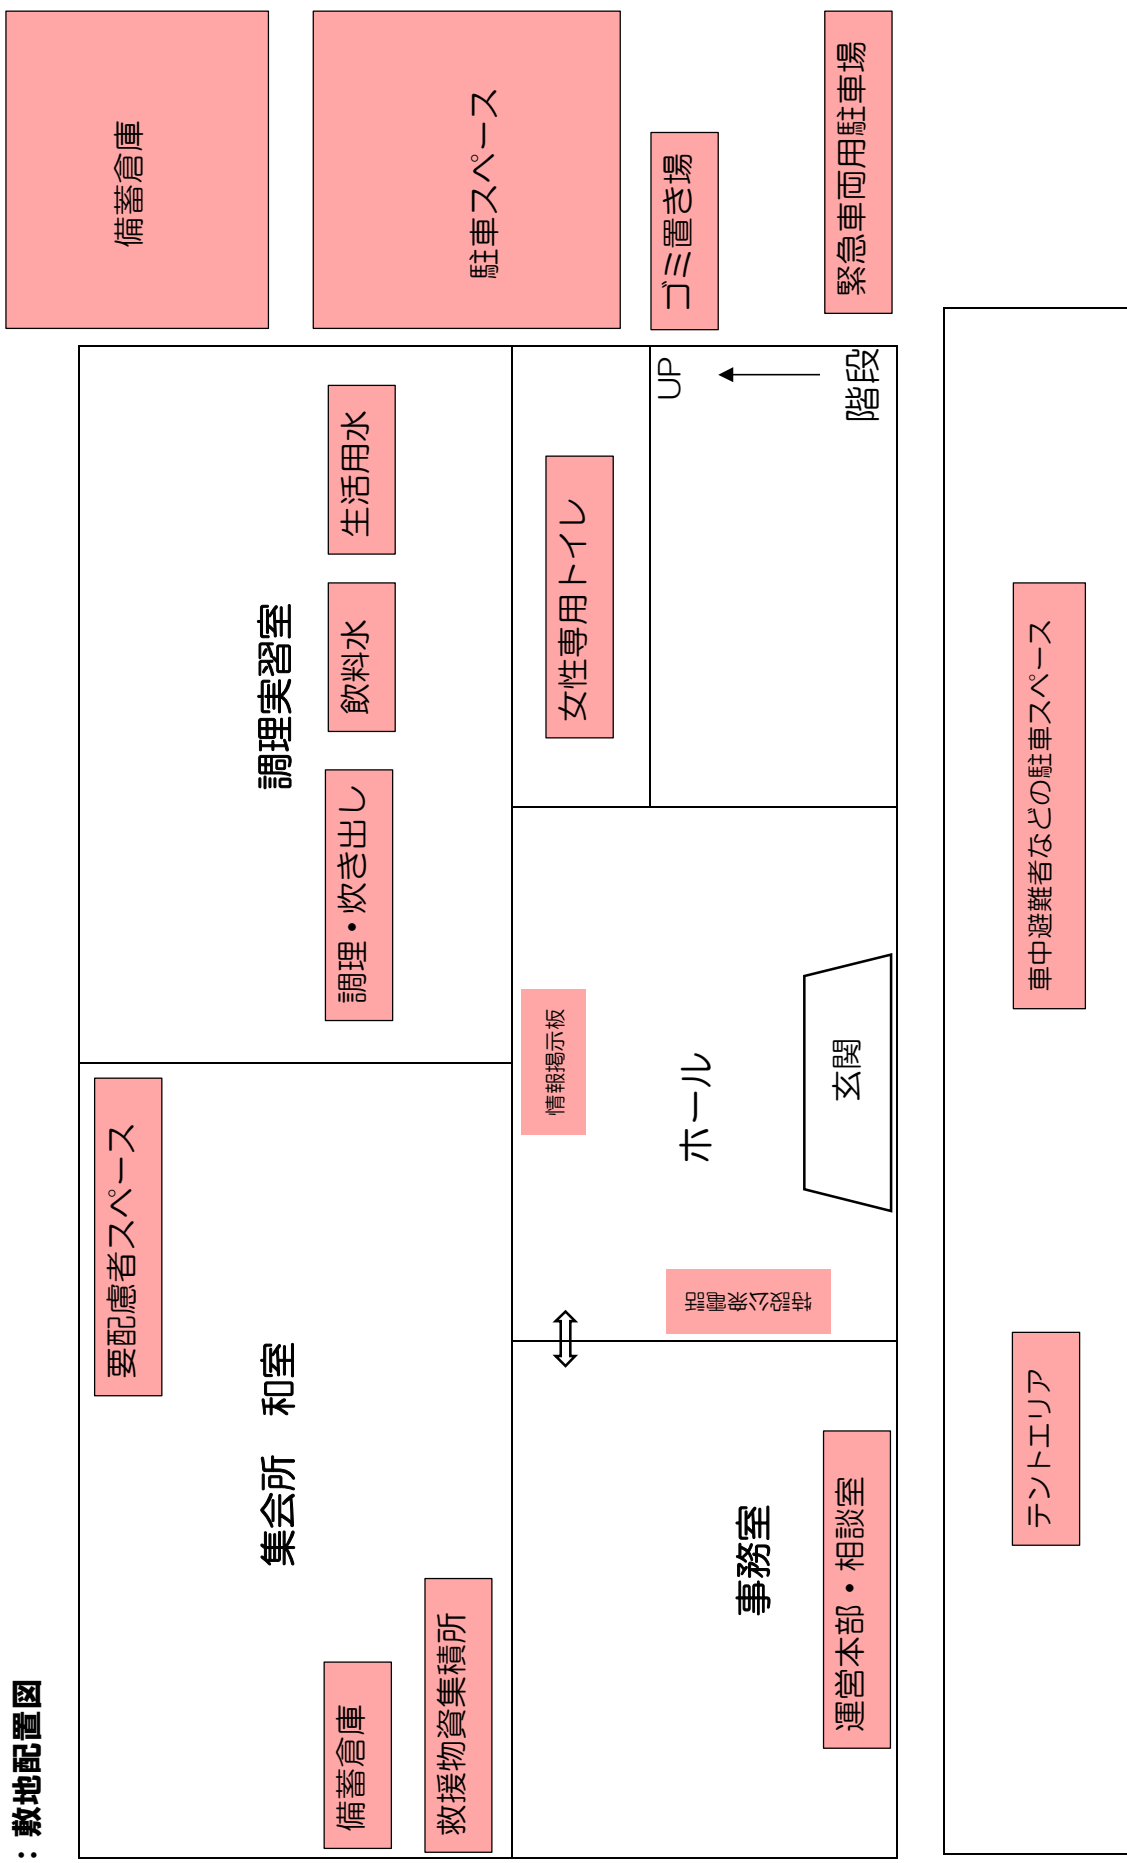 ：敷地配置図
備蓄倉庫
集会所　和室
要配慮者スペース
備蓄倉庫
救援物資集積所
調理実習室
調理・炊き出し
飲料水
生活用水
駐車スペース
事務室
運営本部・相談室
特設公衆電話
情報掲示板
ホール
玄関
女性専用トイレ
UP
階段
ゴミ置き場
緊急車両用駐車場
テントエリア
車中避難者などの駐車スペース